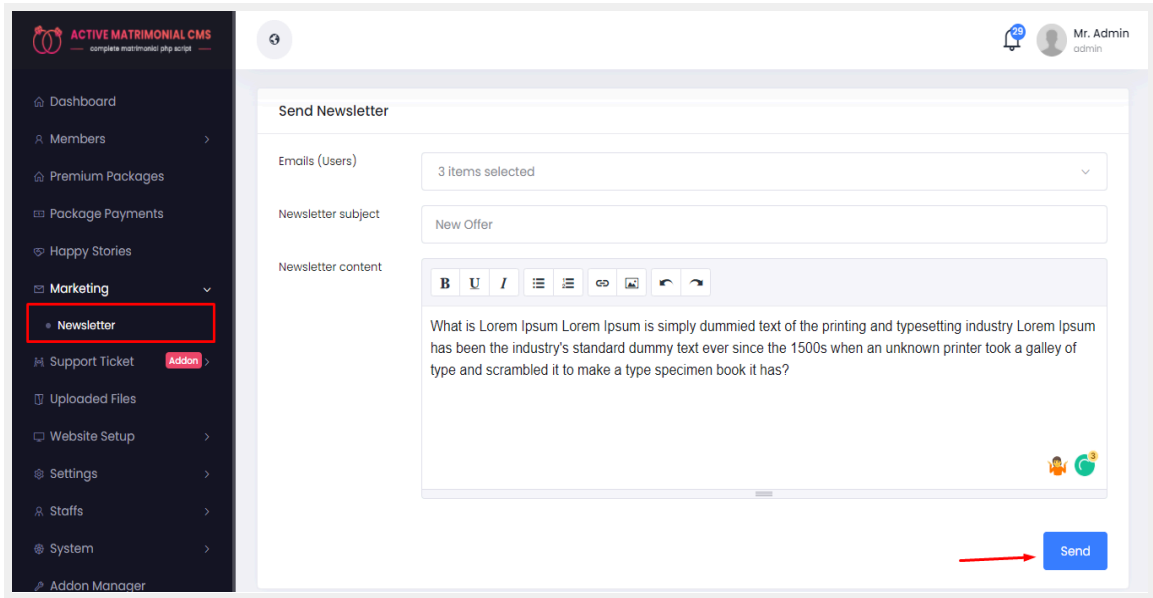 ACTIVE MATRIMONIAL CMS
complete matrimonial php script
29
Mr. Admin
admin
Dashboard
Members
Premium Packages
Package Payments
Happy Stories
Marketing
Newsletter
Support Ticket Addon
Uploaded Files
Website Setup
Settings
Staffs
System
Addon Manager
Send Newsletter
Emails (Users)
3 items selected
Newsletter subject
New Offer
Newsletter content
B U I
What is Lorem Ipsum Lorem Ipsum is simply dummied text of the printing and typesetting industry Lorem Ipsum
has been the industry's standard dummy text ever since the 1500s when an unknown printer took a galley of
type and scrambled it to make a type specimen book it has?
3
Send